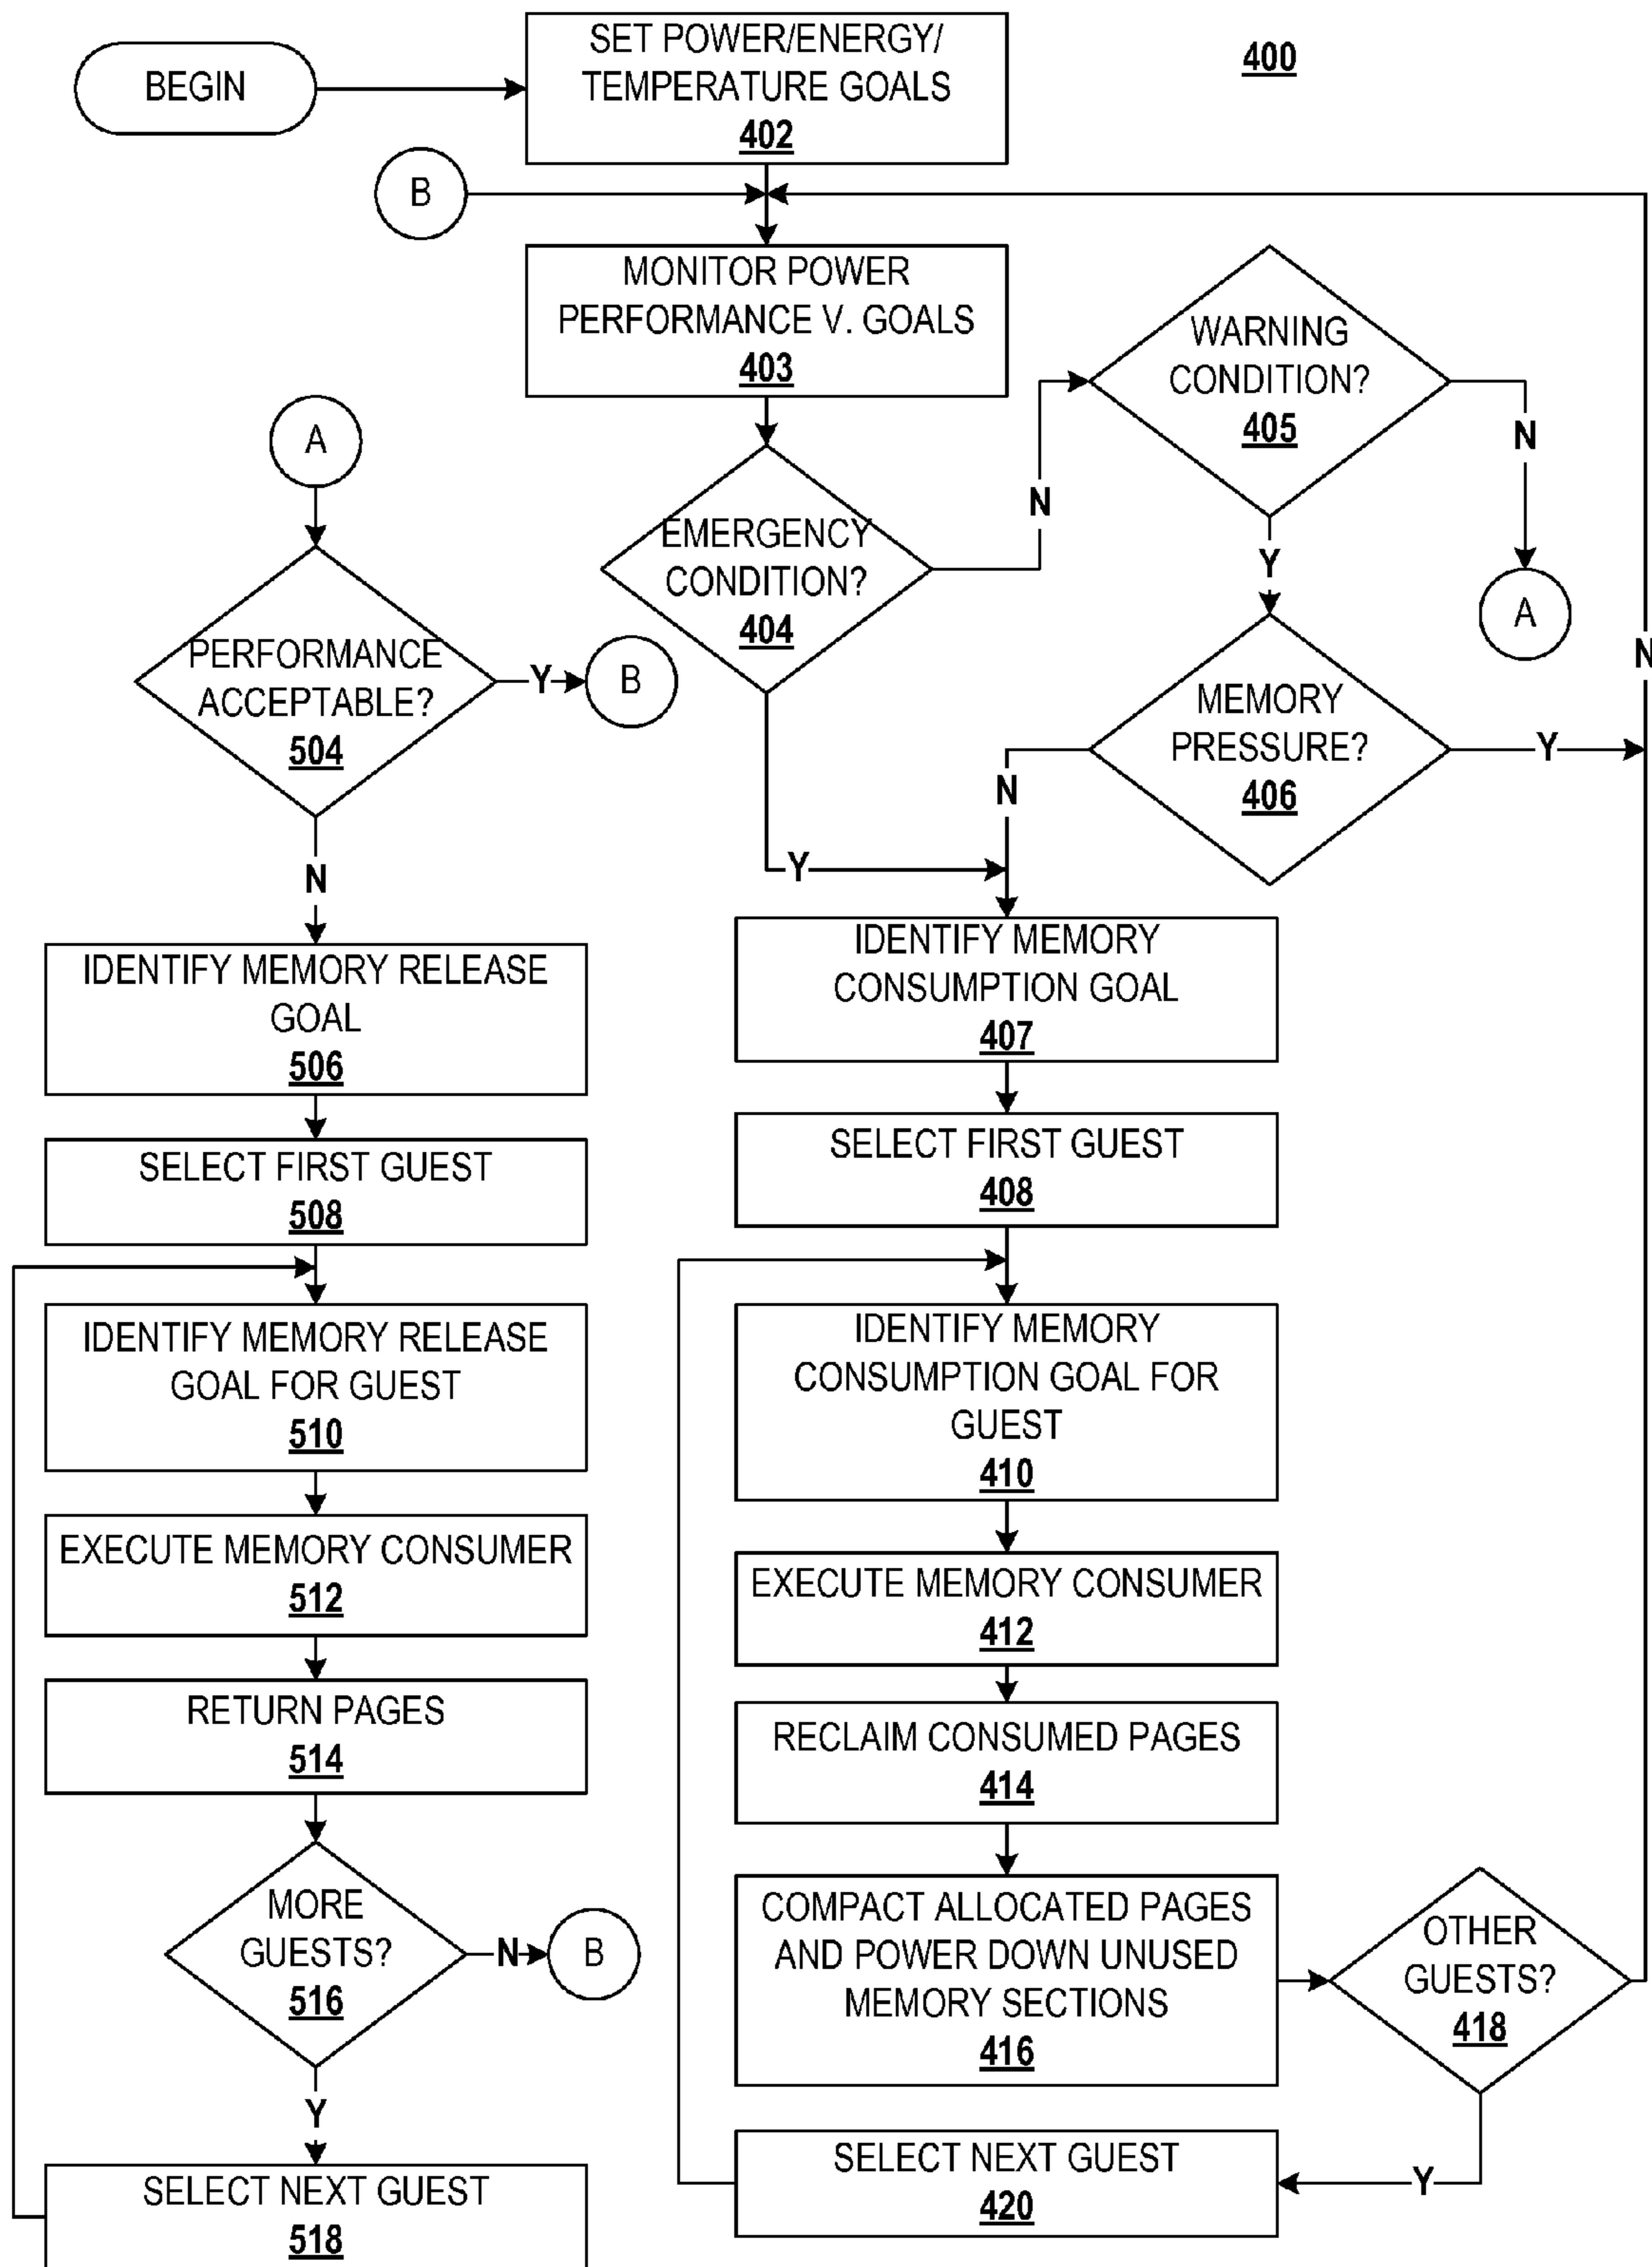 BEGIN
SET POWER/ENERGY/
TEMPERATURE GOALS
402
400
B
MONITOR POWER
PERFORMANCE V. GOALS
403
WARNING
CONDITION?
405
N
A
EMERGENCY
CONDITION?
404
N
Y
A
PERFORMANCE
ACCEPTABLE?
504
Y
B
MEMORY
PRESSURE?
406
Y
N
N
Y
N
IDENTIFY MEMORY RELEASE
GOAL
506
IDENTIFY MEMORY
CONSUMPTION GOAL
407
SELECT FIRST GUEST
508
SELECT FIRST GUEST
408
IDENTIFY MEMORY RELEASE
GOAL FOR GUEST
510
IDENTIFY MEMORY
CONSUMPTION GOAL FOR
GUEST
410
EXECUTE MEMORY CONSUMER
512
EXECUTE MEMORY CONSUMER
412
RETURN PAGES
514
RECLAIM CONSUMED PAGES
414
MORE
GUESTS?
516
N
B
COMPACT ALLOCATED PAGES
AND POWER DOWN UNUSED
MEMORY SECTIONS
416
OTHER
GUESTS?
418
Y
Y
SELECT NEXT GUEST
518
SELECT NEXT GUEST
420